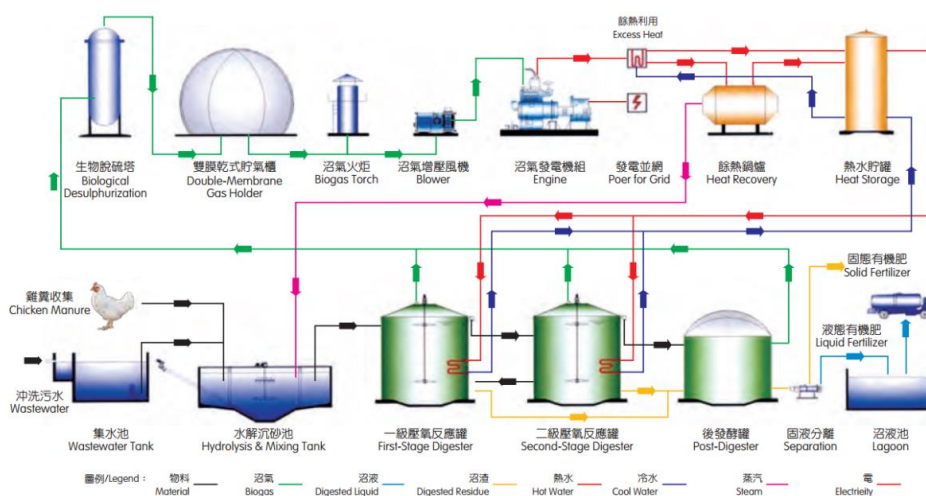 餘熱利用
Excess Heat
生物脫硫塔
Biological
Desulphurization
雙膜乾式貯氣櫃
Double-Membrane
Gas Holder
沼氣火炬
Biogas Torch
沼氣增壓風機
Blower
沼氣發電機組
Engine
發電並網
Poer for Grid
餘熱鍋爐
Heat Recovery
熱水貯罐
Heat Storage
雞糞收集
Chicken Manure
固態有機肥
Solid Fertilizer
液態有機肥
Liquid Fertilizer
沖洗污水
Wastewater
集水池
Wastewater Tank
水解沉砂池
Hydrolysis & Mixing Tank
一級壓氧反應罐
First-Stage Digester
二級壓氧反應罐
Second-Stage Digester
後發酵罐
Post-Digester
固液分離
Separation
沼液池
Lagoon
圖例/Legend：
物料
Material
沼氣
Biogas
沼液
Digested Liquid
沼渣
Digested Residue
熱水
Hot Water
冷水
Cool Water
蒸汽
Steam
電
Electricity